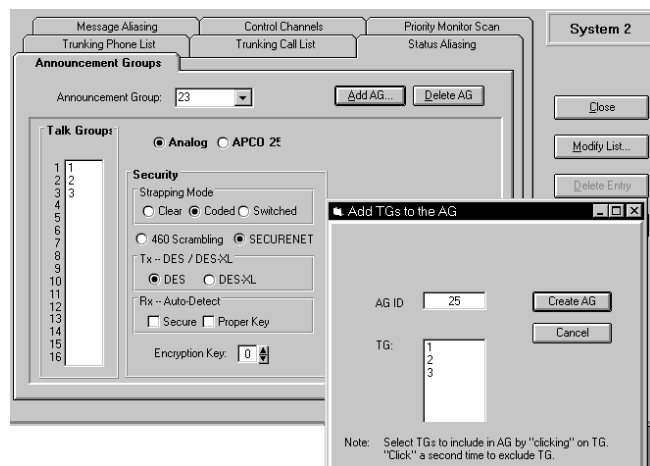 Message Aliasing
Control Channels
Priority Monitor Scan
Trunking Phone List
Trunking Call List
Status Aliasing
Announcement Groups
System 2
Announcement Group: 23
Add AG...
Delete AG
Close
Modify List...
Delete Entry
Talk Groups
Analog
APCO 25
1 1
2 2
3 3
4
5
6
7
8
9
10
11
12
13
14
15
16
Security
Strapping Mode
Clear
Coded
Switched
460 Scrambling
SECURENET
Tx -- DES / DES-XL
DES
DES-XL
Rx -- Auto-Detect
Secure
Proper Key
Encryption Key: 0
Add TGs to the AG
AG ID 25
Create AG
Cancel
TG:
1
2
3
Note: Select TGs to include in AG by "clicking" on TG.
"Click" a second time to exclude TG.